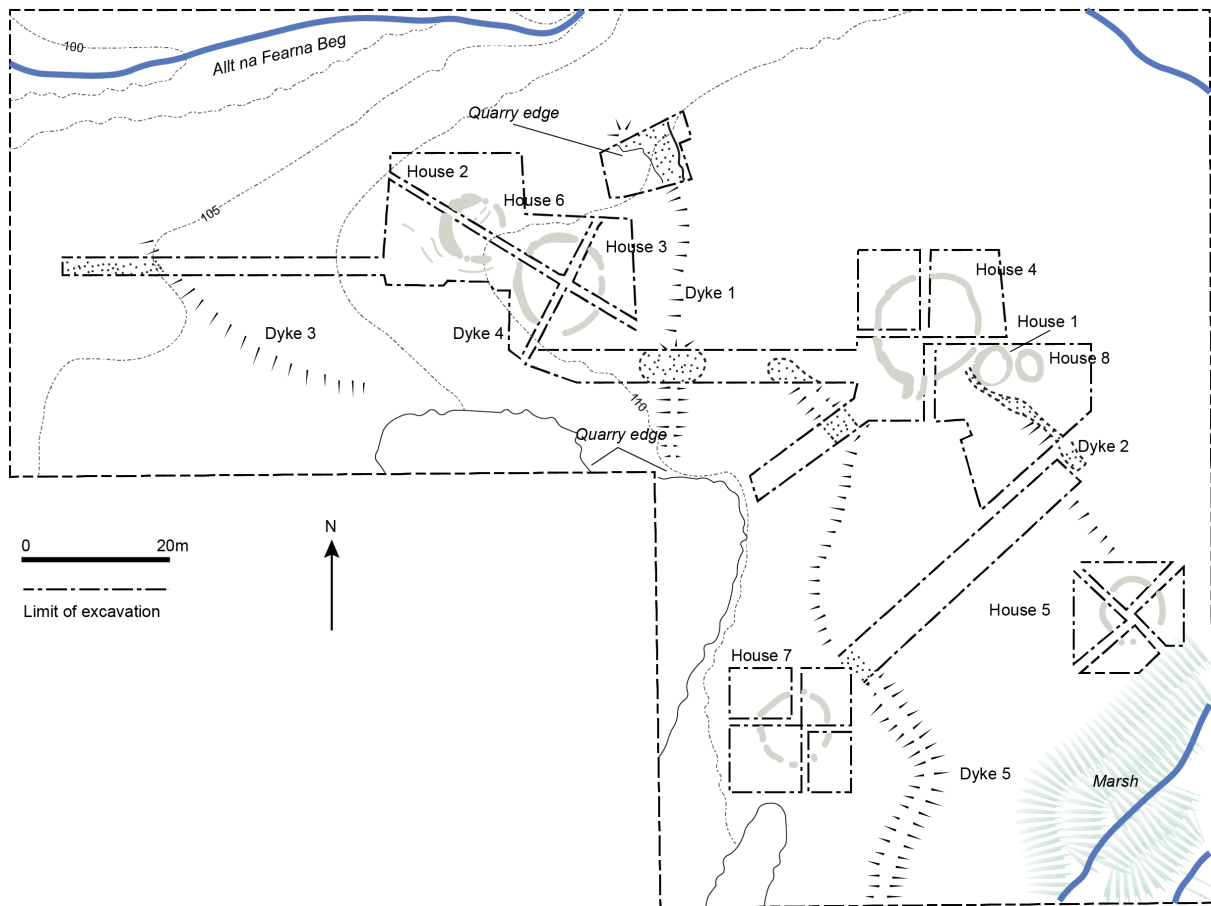 100
Allt na Fearna Beg
Quarry edge
House 2
House 6
105
House 3
House 4
Dyke 1
House 1
Dyke 3
Dyke 4
House 8
110
Quarry edge
Dyke 2
N
0 20m
Limit of excavation
House 5
House 7
Dyke 5
Marsh